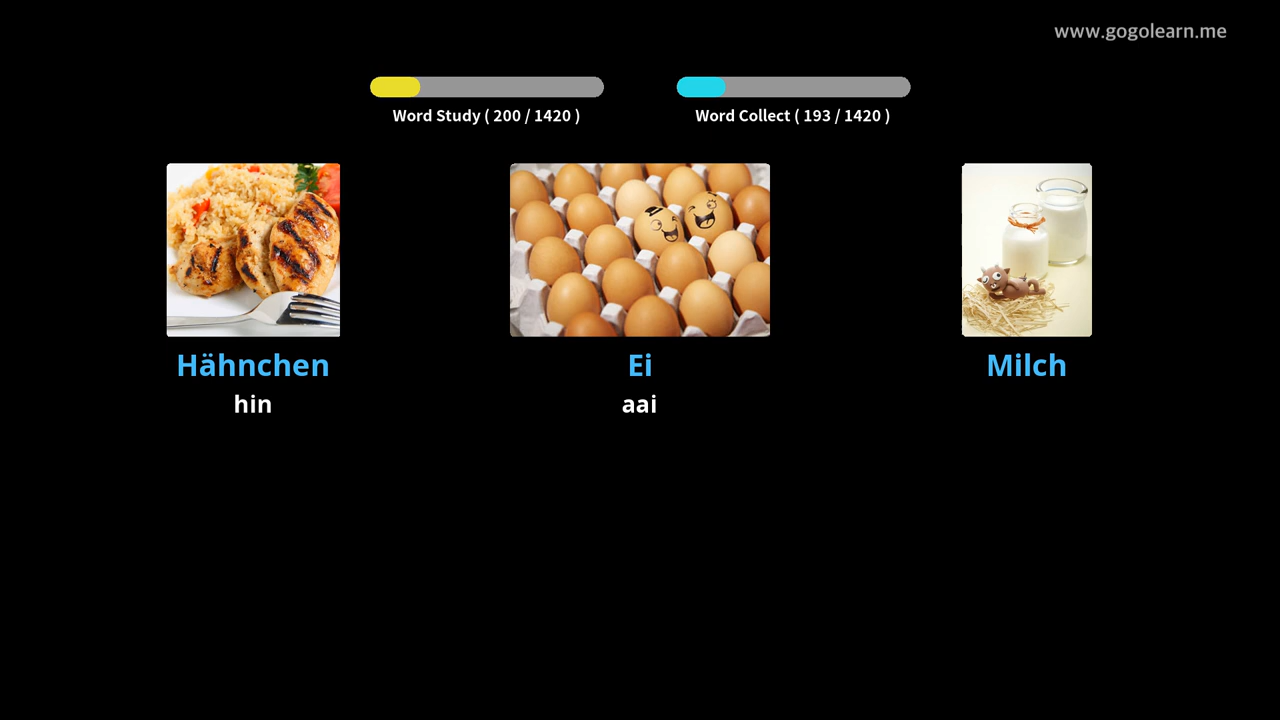 www.gogolearn.me
Word Study ( 200 / 1420 )
Word Collect ( 193 / 1420 )
Hähnchen
hin
Ei
aai
Milch